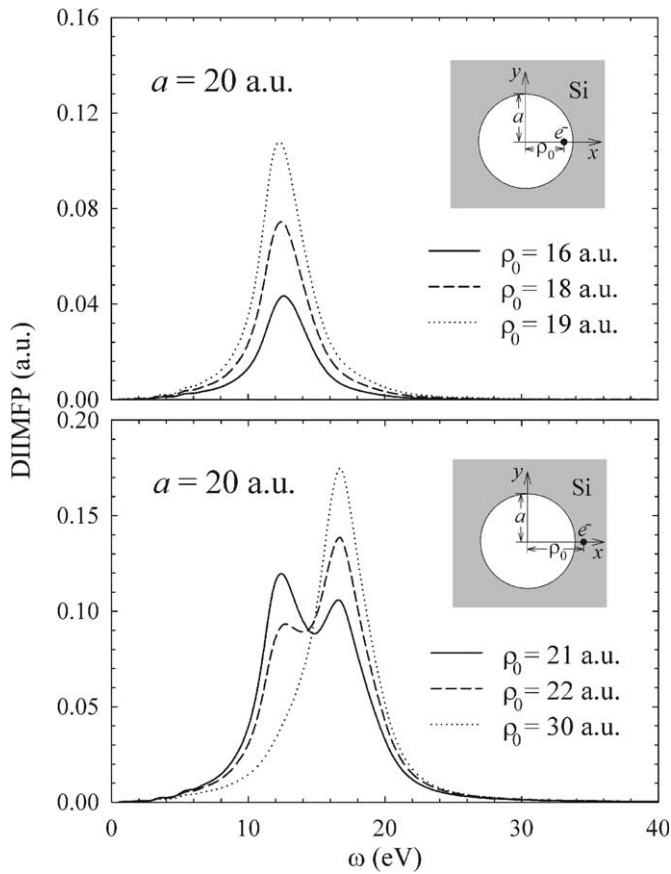 0.16
a = 20 a.u.
y
Si
a
e⁻
ρ₀
x
0.12
0.08
ρ₀ = 16 a.u.
ρ₀ = 18 a.u.
ρ₀ = 19 a.u.
0.04
0.00
DIIMFP (a.u.)
0.20
a = 20 a.u.
y
Si
a
e⁻
ρ₀
x
0.15
0.10
ρ₀ = 21 a.u.
ρ₀ = 22 a.u.
ρ₀ = 30 a.u.
0.05
0.00
0 10 20 30 40
ω (eV)